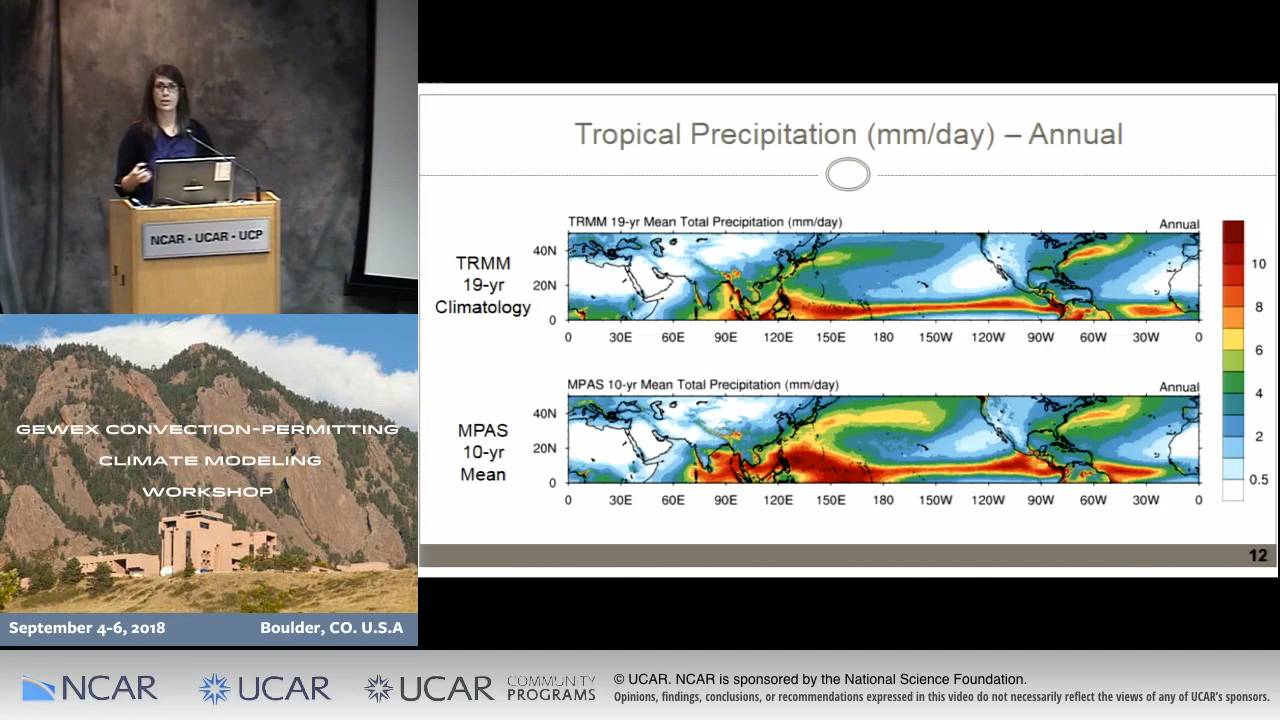 NCAR • UCAR • UCP
GEWEX CONVECTION-PERMITTING
CLIMATE MODELING
WORKSHOP
September 4-6, 2018
Boulder, CO. U.S.A
Tropical Precipitation (mm/day) – Annual
TRMM 19-yr Mean Total Precipitation (mm/day)
Annual
TRMM
19-yr
Climatology
40N
20N
0
0 30E 60E 90E 120E 150E 180 150W 120W 90W 60W 30W 0
MPAS 10-yr Mean Total Precipitation (mm/day)
Annual
MPAS
10-yr
Mean
40N
20N
0
0 30E 60E 90E 120E 150E 180 150W 120W 90W 60W 30W 0
10
8
6
4
2
0.5
12
NCAR
UCAR
UCAR
COMMUNITY
PROGRAMS
© UCAR. NCAR is sponsored by the National Science Foundation.
Opinions, findings, conclusions, or recommendations expressed in this video do not necessarily reflect the views of any of UCAR's sponsors.